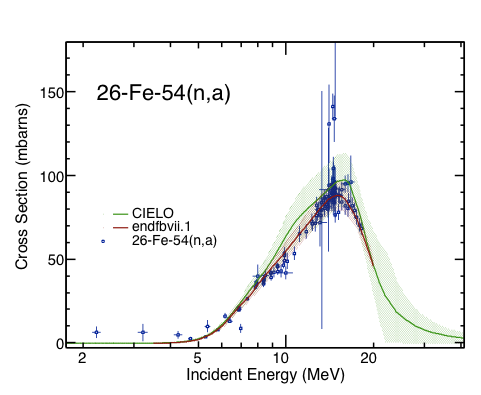 150
26-Fe-54(n,a)
100
CIELO
endfbvii.1
26-Fe-54(n,a)
50
0
2 5 10 20
Cross Section (mbarns)
Incident Energy (MeV)